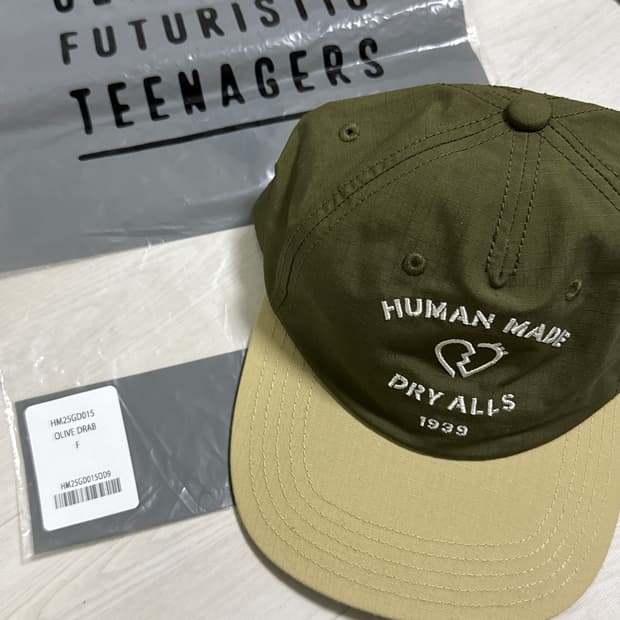 FUTURISTIC
TEENAGERS
HUMAN MADE
DRY ALLS
1939
HM25GD015
OLIVE DRAB
F
HM25GD015OD9